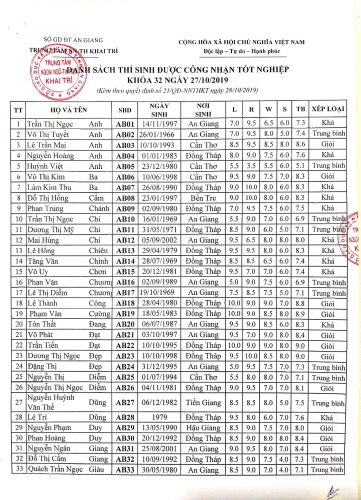 SỞ GD ĐT AN GIANG
CỘNG HÒA XÃ HỘI CHỦ NGHĨA VIỆT NAM
TRUNG TÂM NN-TH KHAI TRÍ
Độc lập – Tự do – Hạnh phúc
DANH SÁCH THÍ SINH ĐƯỢC CÔNG NHẬN TỐT NGHIỆP
KHÓA 32 NGÀY 27/10/2019
(Kèm theo quyết định số 21/QĐ-NNTHKT ngày 28/10/2019)
TRUNG TÂM
KHAI TRÍ
TT HỌ VÀ TÊN SBD NGÀY SINH NƠI SINH L R W S TB XẾP LOẠI
1 Trần Thị Ngọc Anh AB01 14/11/1997 An Giang 7.0 9.5 6.5 6.0 7.3 Khá
2 Võ Thị Tuyết Anh AB02 26/01/1966 An Giang 7.0 8.5 8.0 5.0 7.4 Trung bình
3 Lê Trần Mai Anh AB03 10/10/1993 Cần Thơ 8.5 9.5 8.5 8.0 8.6 Giỏi
4 Nguyễn Hoàng Anh AB04 01/01/1983 Đồng Tháp 8.0 9.0 7.5 6.0 Khá
5 Huỳnh Việt Anh AB05 23/12/1980 Cần Thơ 5.5 3.5 5.5 6.0 5.1 Trung bình
6 Võ Thị Kim Ba AB06 10/06/1998 Cần Thơ 9.5 9.0 7.5 7.0 8.3 Giỏi
7 Lâm Kim Thu Ba AB07 26/08/1990 Đồng Tháp 9.0 10.0 8.0 6.0 8.3 Khá
8 Đỗ Thị Hồng Cẩm AB08 23/01/1997 Bến Tre 9.0 10.0 8.0 6.0 8.3 Khá
9 Phan Trung Chánh AB09 02/09/1980 Đồng Tháp 7.0 9.5 7.5 6.0 7.5 Khá
10 Trần Thị Ngọc Chi AB10 16/01/1969 An Giang 5.5 9.0 7.0 6.0 6.9 Trung bình
11 Dương Thị Mỹ Chi AB11 31/05/1971 Đồng Tháp 8.5 9.0 6.0 5.0 7.1 Trung bình
12 Mai Hùng Chí AB12 05/09/2002 An Giang 9.5 6.5 8.0 8.0 8.0 Khá
13 Lê Hồng Chiêu AB13 29/04/1979 Đồng Tháp 9.5 9.5 8.0 6.0 8.3 Khá
14 Tăng Văn Chính AB14 28/07/1969 Đồng Tháp 8.5 8.5 6.5 6.0 7.4 Khá
15 Võ Uy Chơn AB15 20/12/1981 Đồng Tháp 9.5 7.0 7.0 6.0 7.4 Khá
16 Phan Văn Chương AB16 02/09/1989 An Giang 5.0 9.0 7.5 6.0 6.9 Trung bình
17 Lê Thị Diễm Chương AB17 19/10/1969 An Giang 7.5 8.5 7.5 5.0 7.1 Trung bình
18 Lê Thành Công AB18 28/04/1980 Đồng Tháp 10.0 9.0 9.0 7.0 8.8 Giỏi
19 Phạm Văn Cường AB19 18/05/1983 Đồng Tháp 10.0 8.5 9.0 8.0 8.9 Giỏi
20 Tôn Thất Đang AB20 06/07/1987 An Giang 9.5 9.0 8.5 6.0 8.3 Khá
21 Võ Phát Đạt AB21 03/10/1997 An Giang 9.5 7.0 9.0 8.0 8.4 Giỏi
22 Trần Tiến Đạt AB22 10/10/1995 Đồng Tháp 10.0 9.0 9.0 8.0 9.0 Giỏi
23 Dương Thị Ngọc Đẹp AB23 10/10/1998 Đồng Tháp 9.5 10.0 8.5 8.0 9.0 Giỏi
24 Đặng Thị Đẹp AB24 31/12/1995 An Giang 5.0 9.5 7.5 7.0 7.3 Trung bình
25 Nguyễn Thị Diễm AB25 01/07/1994 Cần Thơ 5.5 8.0 8.0 7.0 7.1 Trung bình
26 Nguyễn Thị Ngọc Diễm AB26 04/11/1981 Đồng Tháp 9.0 9.5 7.0 7.0 8.1 Giỏi
27 Nguyễn Huỳnh Văn Thế Dũng AB27 06/12/1982 Tiền Giang 8.5 8.5 8.0 5.0 7.5 Trung bình
28 Lê Trí Dũng AB28 1979 Đồng Tháp 9.5 8.0 6.0 7.0 7.6 Khá
29 Nguyễn Phạm Duy AB29 13/05/1990 Hậu Giang 8.5 9.5 8.0 7.0 8.3 Giỏi
30 Phan Hoàng Duy AB30 20/12/1992 Đồng Tháp 9.0 8.0 8.0 8.0 8.4 Giỏi
31 Nguyễn Ngân Giang AB31 25/08/2001 An Giang 8.5 9.0 8.0 8.0 8.4 Giỏi
32 Đỗ Thị Cẩm Giang AB32 10/09/1992 Đồng Tháp 8.5 9.0 7.5 4.0 7.3 Trung bình
33 Quách Trần Ngọc Giàu AB33 30/05/1980 An Giang 8.5 9.0 7.0 4.0 7.1 Trung bình